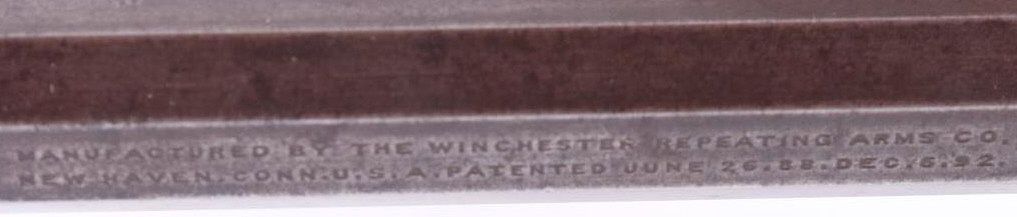 MANUFACTURED BY THE WINCHESTER REPEATING ARMS CO.
NEW HAVEN. CONN. U.S.A. PATENTED JUNE 26.88. DEC. 6.92.